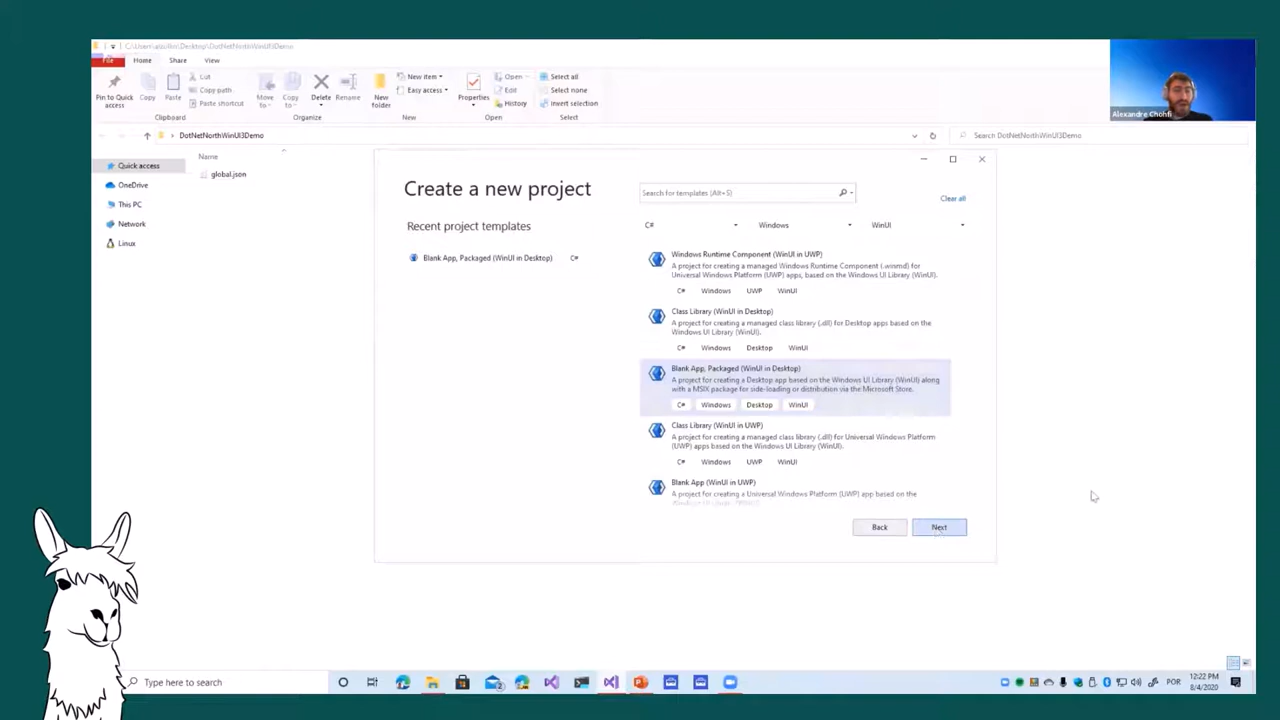 C:\Users\alsollim\Desktop\DotNetNorthWinUI3Demo
File
Home
Share
View
Pin to Quick
access
Copy
Paste
Cut
Copy path
Paste shortcut
Clipboard
Move
to
Copy
to
Delete
Rename
Organize
New
folder
New item
Easy access
New
Properties
Open
Edit
History
Open
Select all
Select none
Invert selection
Select
Alexandre Chohfi
DotNetNorthWinUI3Demo
Search DotNetNorthWinUI3Demo
Quick access
OneDrive
This PC
Network
Linux
Name
global.json
Create a new project
Recent project templates
Blank App, Packaged (WinUI in Desktop)
C#
Search for templates (Alt+S)
Clear all
C#
Windows
WinUI
Windows Runtime Component (WinUI in UWP)
A project for creating a managed Windows Runtime Component (.winmd) for
Universal Windows Platform (UWP) apps, based on the Windows UI Library (WinUI).
C# Windows UWP WinUI
Class Library (WinUI in Desktop)
A project for creating a managed class library (.dll) for Desktop apps based on the
Windows UI Library (WinUI).
C# Windows Desktop WinUI
Blank App, Packaged (WinUI in Desktop)
A project for creating a Desktop app based on the Windows UI Library (WinUI) along
with a MSIX package for side-loading or distribution via the Microsoft Store.
C# Windows Desktop WinUI
Class Library (WinUI in UWP)
A project for creating a managed class library (.dll) for Universal Windows Platform
(UWP) apps based on the Windows UI Library (WinUI).
C# Windows UWP WinUI
Blank App (WinUI in UWP)
A project for creating a Universal Windows Platform (UWP) app based on the
Windows UI Library (WinUI).
Back
Next
Type here to search
POR
12:22 PM
8/4/2020